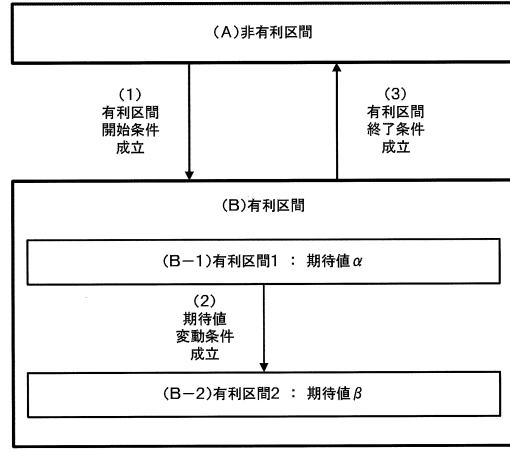 (A)非有利区間
(1)
有利区間
開始条件
成立
(3)
有利区間
終了条件
成立
(B)有利区間
(B-1)有利区間1 : 期待値α
(2)
期待値
変動条件
成立
(B-2)有利区間2 : 期待値β